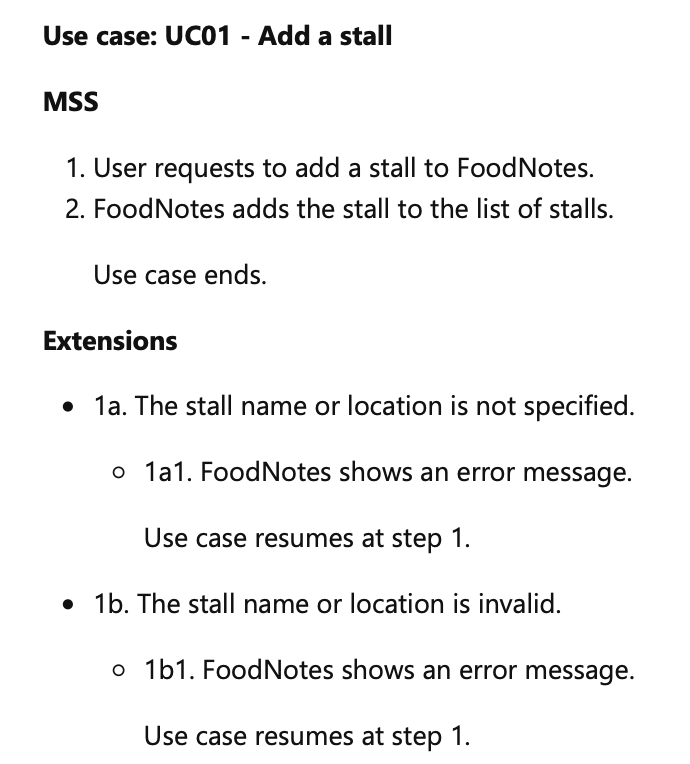 Use case: UC01 - Add a stall
MSS
1. User requests to add a stall to FoodNotes.
2. FoodNotes adds the stall to the list of stalls.
Use case ends.
Extensions
• 1a. The stall name or location is not specified.
○ 1a1. FoodNotes shows an error message.
Use case resumes at step 1.
• 1b. The stall name or location is invalid.
○ 1b1. FoodNotes shows an error message.
Use case resumes at step 1.